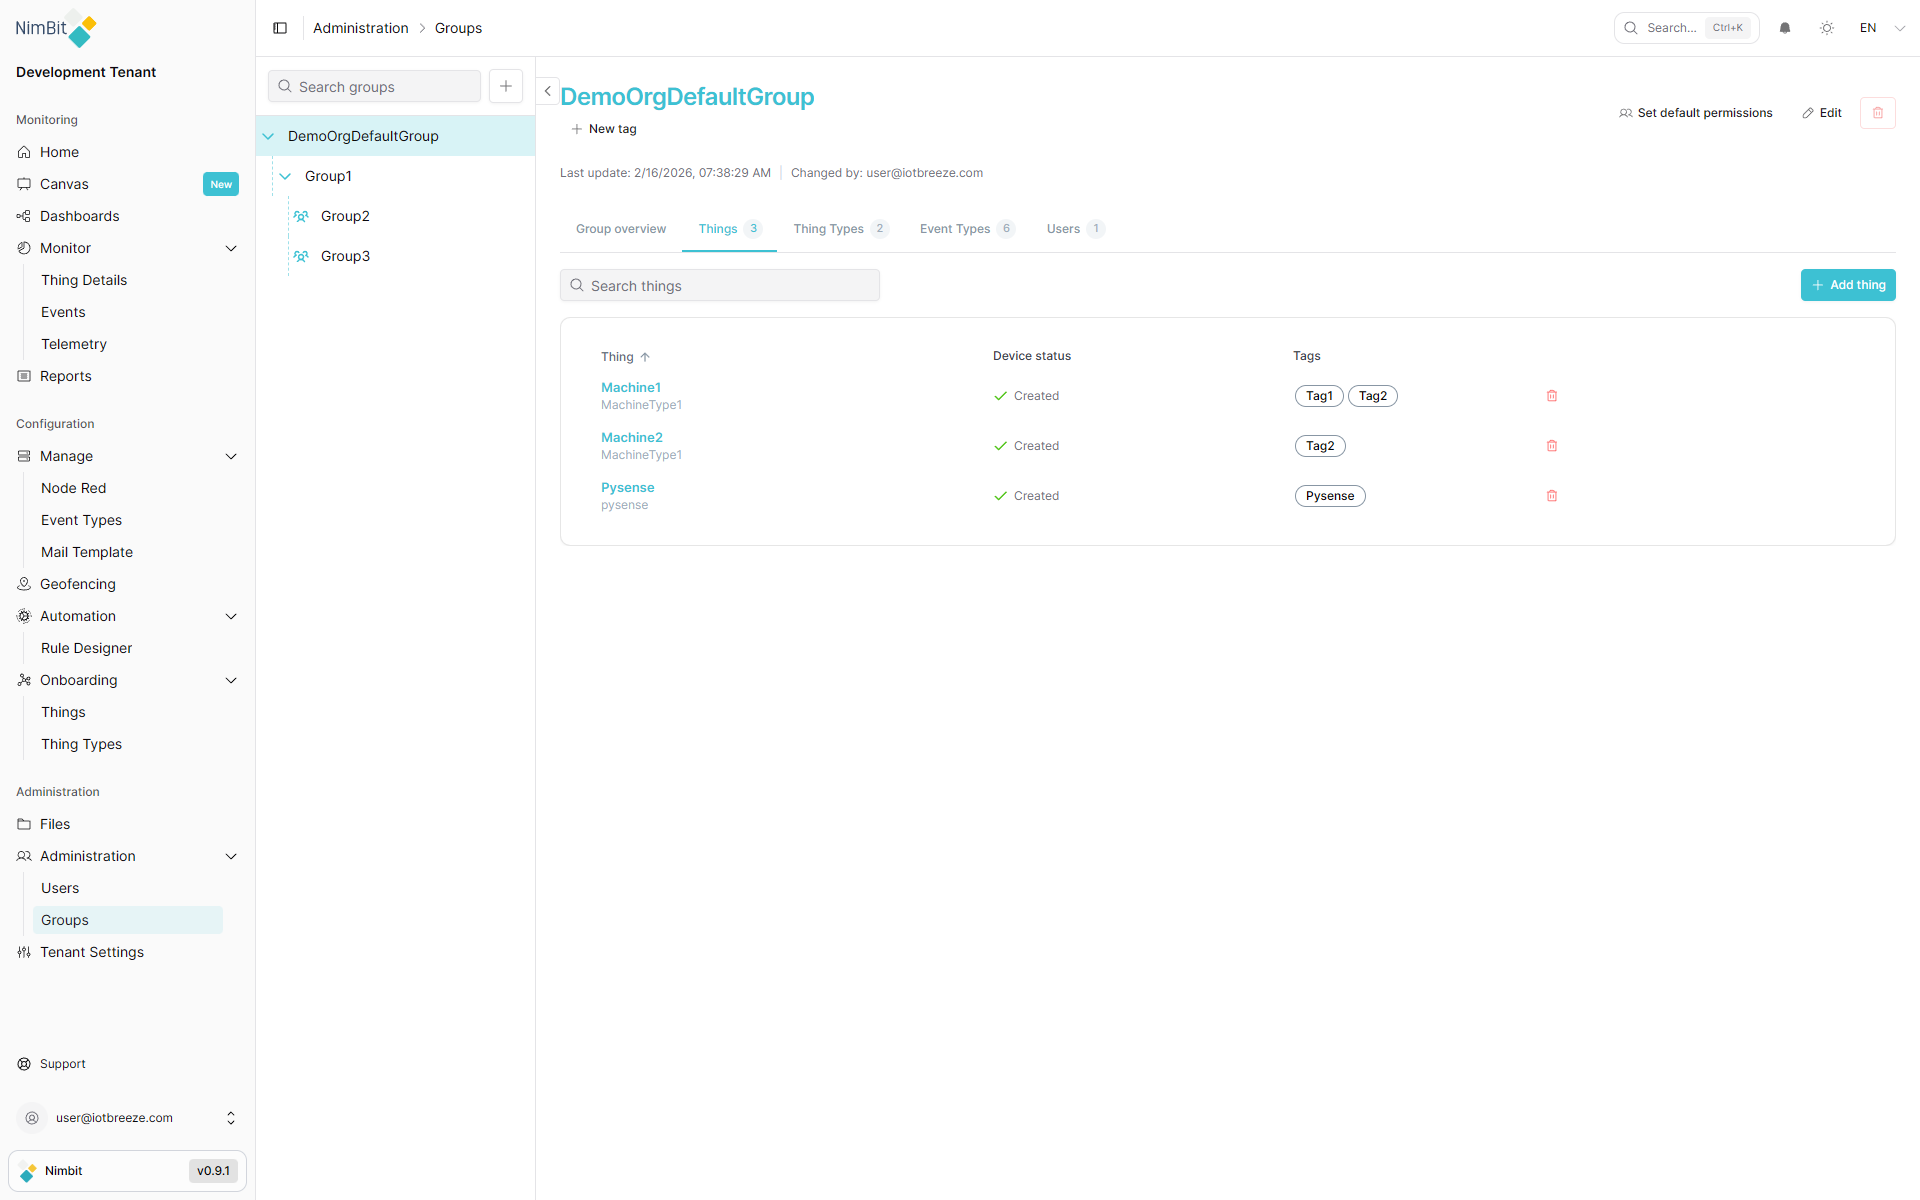 NimBit
Development Tenant
Monitoring
Home
Canvas New
Dashboards
Monitor
Thing Details
Events
Telemetry
Reports
Configuration
Manage
Node Red
Event Types
Mail Template
Geofencing
Automation
Rule Designer
Onboarding
Things
Thing Types
Administration
Files
Administration
Users
Groups
Tenant Settings
Support
user@iotbreeze.com
Nimbit v0.9.1
Administration > Groups
Search... Ctrl+K EN
Search groups
DemoOrgDefaultGroup
Group1
Group2
Group3
DemoOrgDefaultGroup
New tag
Set default permissions Edit
Last update: 2/16/2026, 07:38:29 AM Changed by: user@iotbreeze.com
Group overview Things 3 Thing Types 2 Event Types 6 Users 1
Search things Add thing
Thing Device status Tags
Machine1
MachineType1 Created Tag1 Tag2
Machine2
MachineType1 Created Tag2
Pysense
pysense Created Pysense